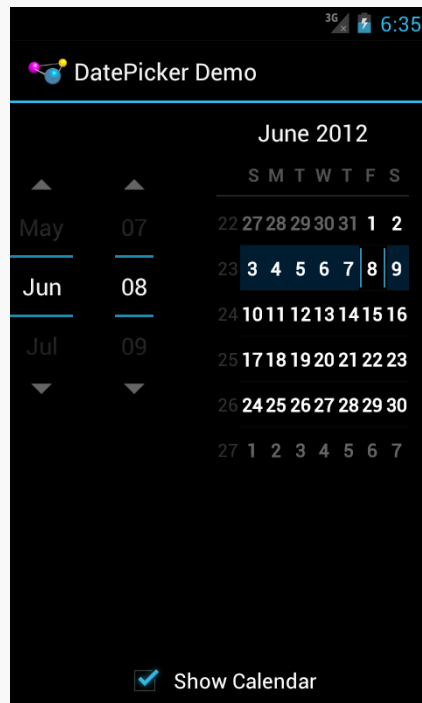 3G 6:35
DatePicker Demo
June 2012
S M T W T F S
May 07
Jun 08
Jul 09
22 27 28 29 30 31 1 2
23 3 4 5 6 7 8 9
24 10 11 12 13 14 15 16
25 17 18 19 20 21 22 23
26 24 25 26 27 28 29 30
27 1 2 3 4 5 6 7
Show Calendar